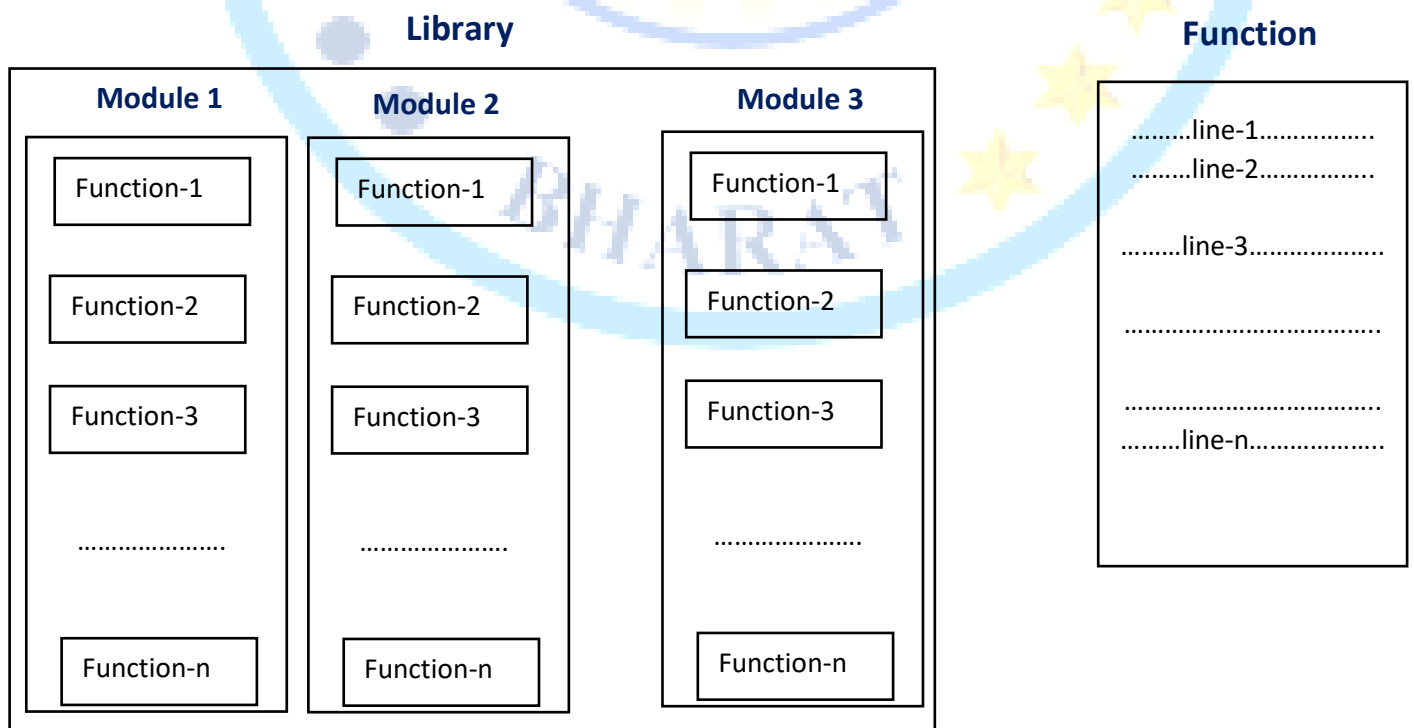 Library
Function
Module 1
Module 2
Module 3
Function-1
Function-2
Function-3
………………….
Function-n
Function-1
Function-2
Function-3
………………….
Function-n
Function-1
Function-2
Function-3
………………….
Function-n
………line-1……………..
………line-2……………..
………line-3………………..
………………………………..
………………………………..
………line-n………………..
BHARAT